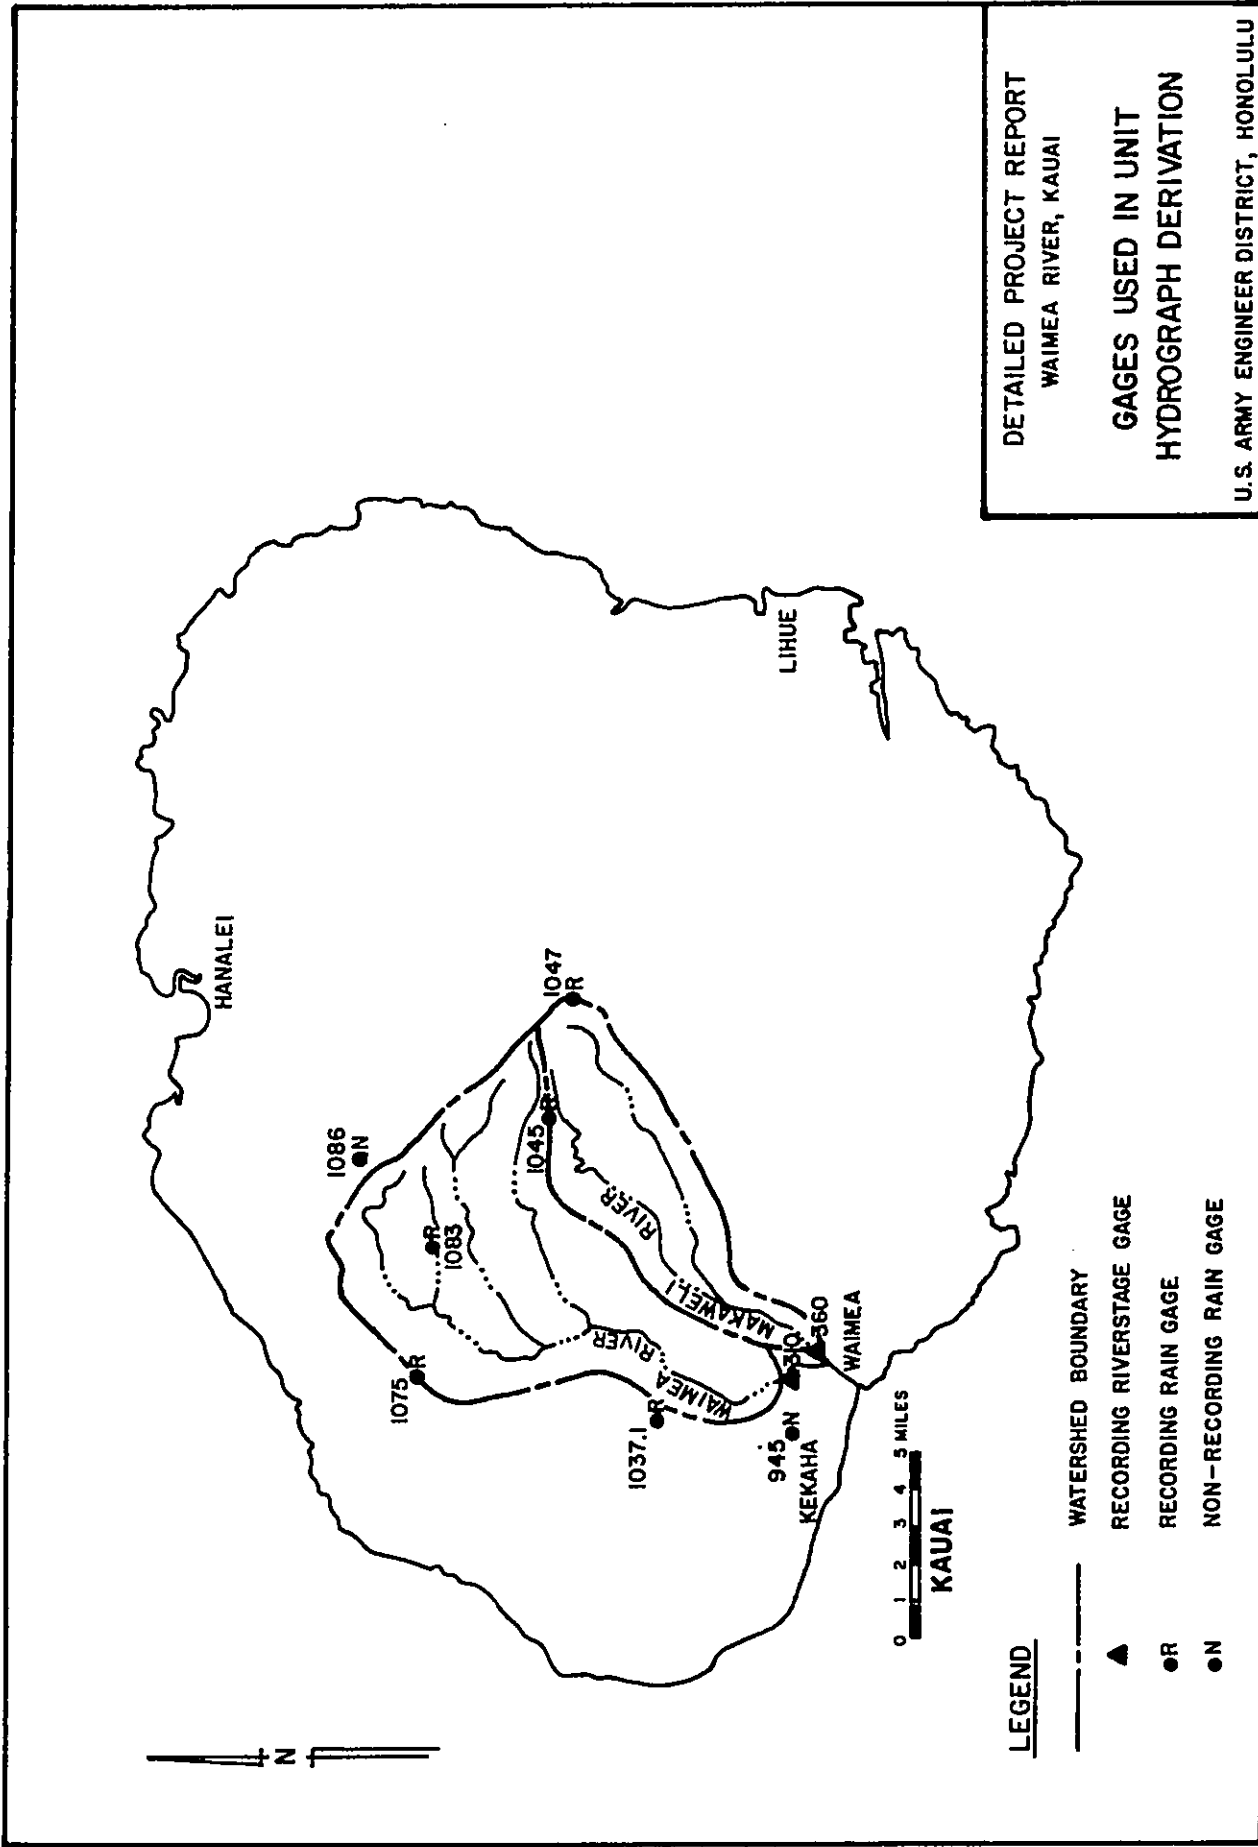 HANALEI
1086
N
1083
R
1075
R
1047
R
1045
R
1037.1
R
WAIMEA RIVER
MAKAWELI RIVER
LIHUE
945
N
KEKAHA
310
360
WAIMEA
0 1 2 3 4 5 MILES
KAUAI
N
LEGEND
WATERSHED BOUNDARY
RECORDING RIVERSTAGE GAGE
R RECORDING RAIN GAGE
N NON-RECORDING RAIN GAGE
DETAILED PROJECT REPORT
WAIMEA RIVER, KAUAI
GAGES USED IN UNIT
HYDROGRAPH DERIVATION
U.S. ARMY ENGINEER DISTRICT, HONOLULU